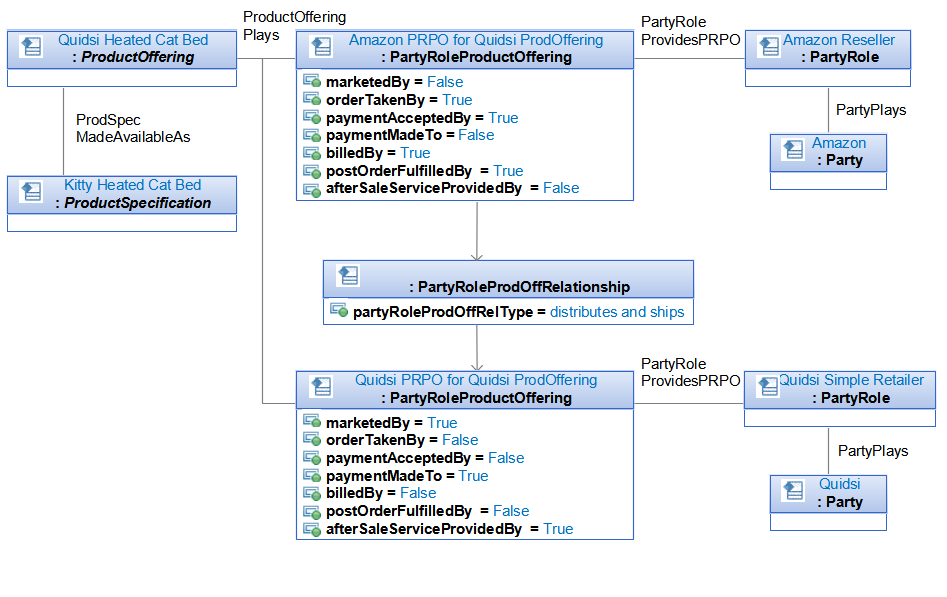 ProductOffering
Plays
PartyRole
ProvidesPRPO
Quidsi Heated Cat Bed
: ProductOffering
Amazon PRPO for Quidsi ProdOffering
: PartyRoleProductOffering
marketedBy = False
orderTakenBy = True
paymentAcceptedBy = True
paymentMadeTo = False
billedBy = True
postOrderFulfilledBy = True
afterSaleServiceProvidedBy = False
Amazon Reseller
: PartyRole
PartyPlays
Amazon
: Party
ProdSpec
MadeAvailableAs
Kitty Heated Cat Bed
: ProductSpecification
: PartyRoleProdOffRelationship
partyRoleProdOffRelType = distributes and ships
Quidsi PRPO for Quidsi ProdOffering
: PartyRoleProductOffering
marketedBy = True
orderTakenBy = False
paymentAcceptedBy = False
paymentMadeTo = True
billedBy = False
postOrderFulfilledBy = False
afterSaleServiceProvidedBy = True
PartyRole
ProvidesPRPO
Quidsi Simple Retailer
: PartyRole
PartyPlays
Quidsi
: Party